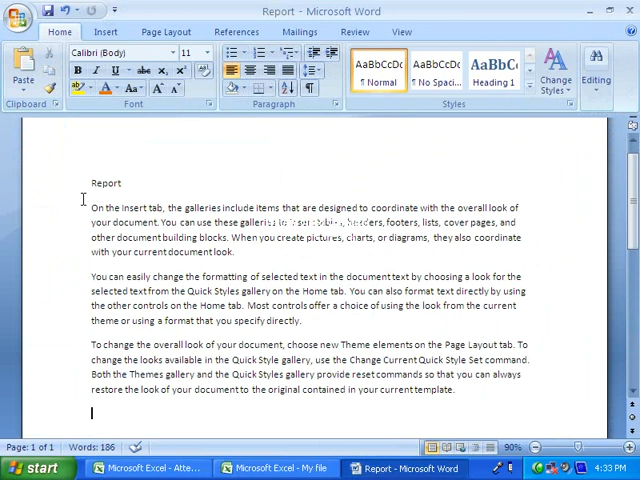 Report - Microsoft Word
Home Insert Page Layout References Mailings Review View
Paste
Calibri (Body) 11
B I U abc x₂ x² Aa
ab A Aa A A
AaBbCcDc AaBbCcDc AaBbCc
¶ Normal ¶ No Spaci... Heading 1
Change Styles
Editing
Clipboard Font Paragraph Styles
Report
On the Insert tab, the galleries include items that are designed to coordinate with the overall look of
your document. You can use these galleries to insert tables, headers, footers, lists, cover pages, and
other document building blocks. When you create pictures, charts, or diagrams, they also coordinate
with your current document look.
You can easily change the formatting of selected text in the document text by choosing a look for the
selected text from the Quick Styles gallery on the Home tab. You can also format text directly by using
the other controls on the Home tab. Most controls offer a choice of using the look from the current
theme or using a format that you specify directly.
To change the overall look of your document, choose new Theme elements on the Page Layout tab. To
change the looks available in the Quick Style gallery, use the Change Current Quick Style Set command.
Both the Themes gallery and the Quick Styles gallery provide reset commands so that you can always
restore the look of your document to the original contained in your current template.
Page: 1 of 1 Words: 186 90%
start Microsoft Excel - Atte... Microsoft Excel - My file Report - Microsoft Word 4:33 PM